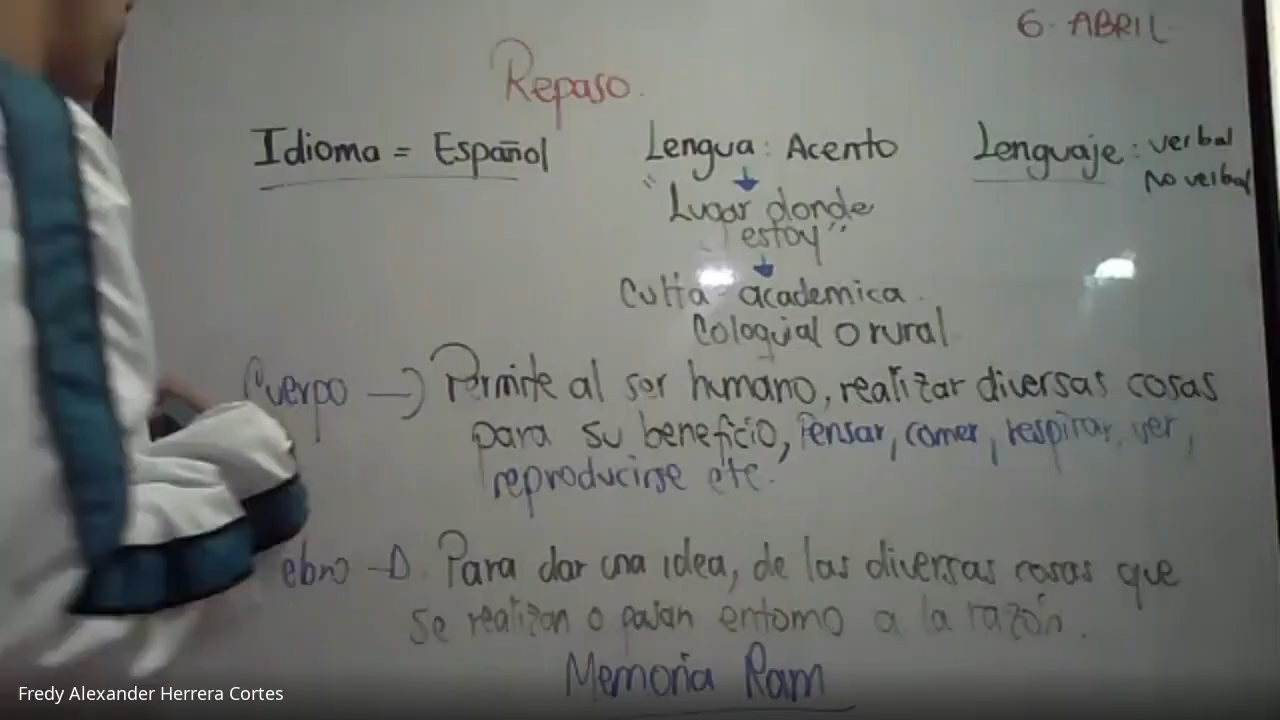 6. ABRIL
Repaso.
Idioma = Español
Lengua: Acento
"Lugar donde
estoy"
Culta - academica.
Coloquial o rural
Lenguaje: verbal
no verbal
Cuerpo → Permite al ser humano, realizar diversas cosas
para su beneficio, Pensar, comer, respirar, ver,
reproducirse etc.
ebro → Para dar una idea, de las diversas cosas que
se realizan o pasan entorno a la razón.
Memoria Ram
Fredy Alexander Herrera Cortes